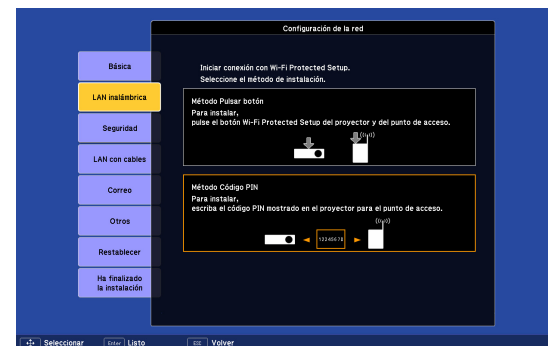 Configuración de la red
Básica
LAN inalámbrica
Seguridad
LAN con cables
Correo
Otros
Restablecer
Ha finalizado
la instalación
Iniciar conexión con Wi-Fi Protected Setup.
Seleccione el método de instalación.
Método Pulsar botón
Para instalar,
pulse el botón Wi-Fi Protected Setup del proyector y del punto de acceso.
Método Código PIN
Para instalar,
escriba el código PIN mostrado en el proyector para el punto de acceso.
12345678
Seleccionar Enter Listo ESC Volver